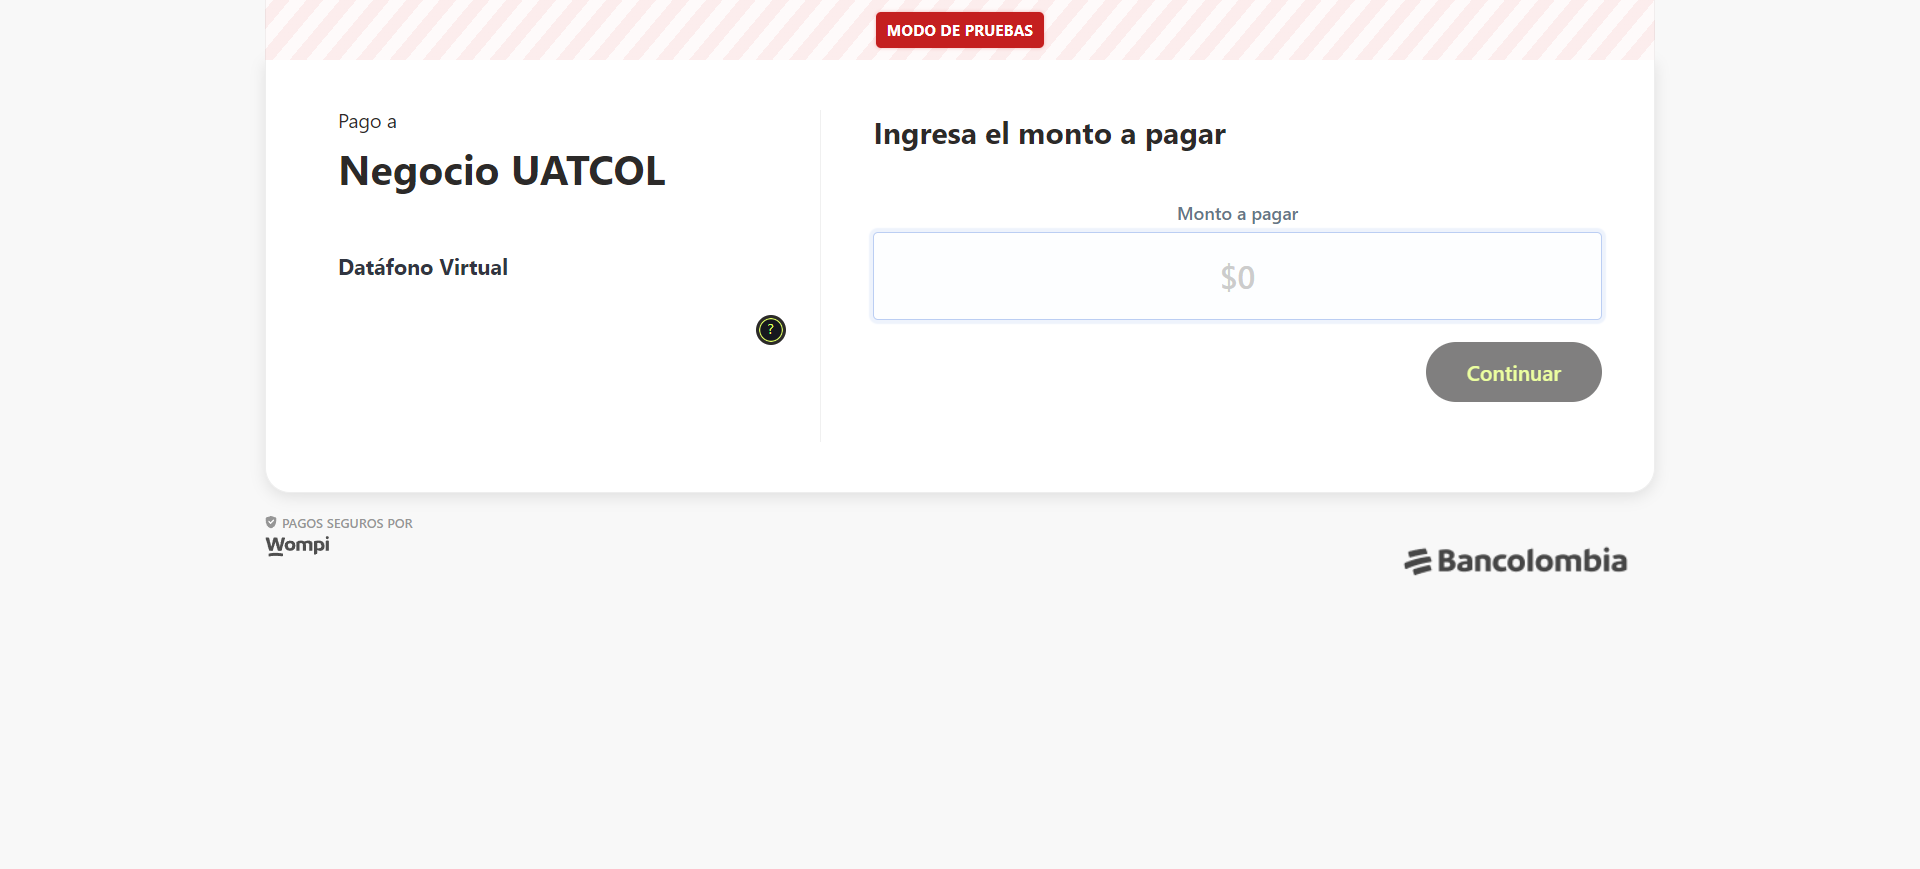 MODO DE PRUEBAS
Pago a
Negocio UATCOL
Datáfono Virtual
?
Ingresa el monto a pagar
Monto a pagar
$0
Continuar
PAGOS SEGUROS POR
Wompi
Bancolombia